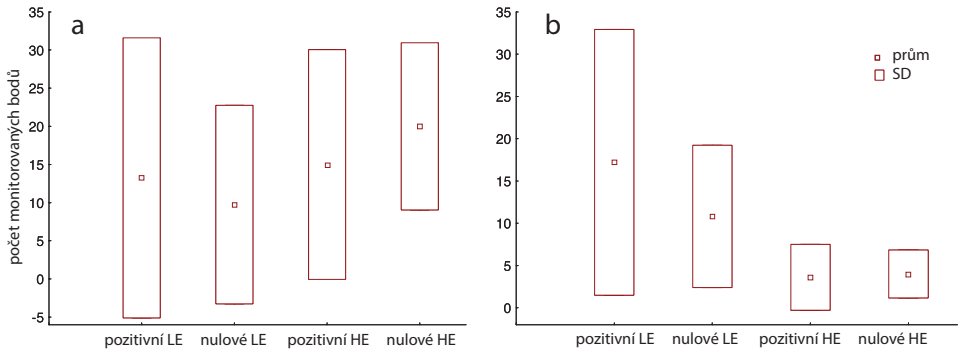 a
počet monitorovaných bodů
35
30
25
20
15
10
5
0
-5
pozitivní LE nulové LE pozitivní HE nulové HE
b
35
30
25
20
15
10
5
0
prům
SD
pozitivní LE nulové LE pozitivní HE nulové HE